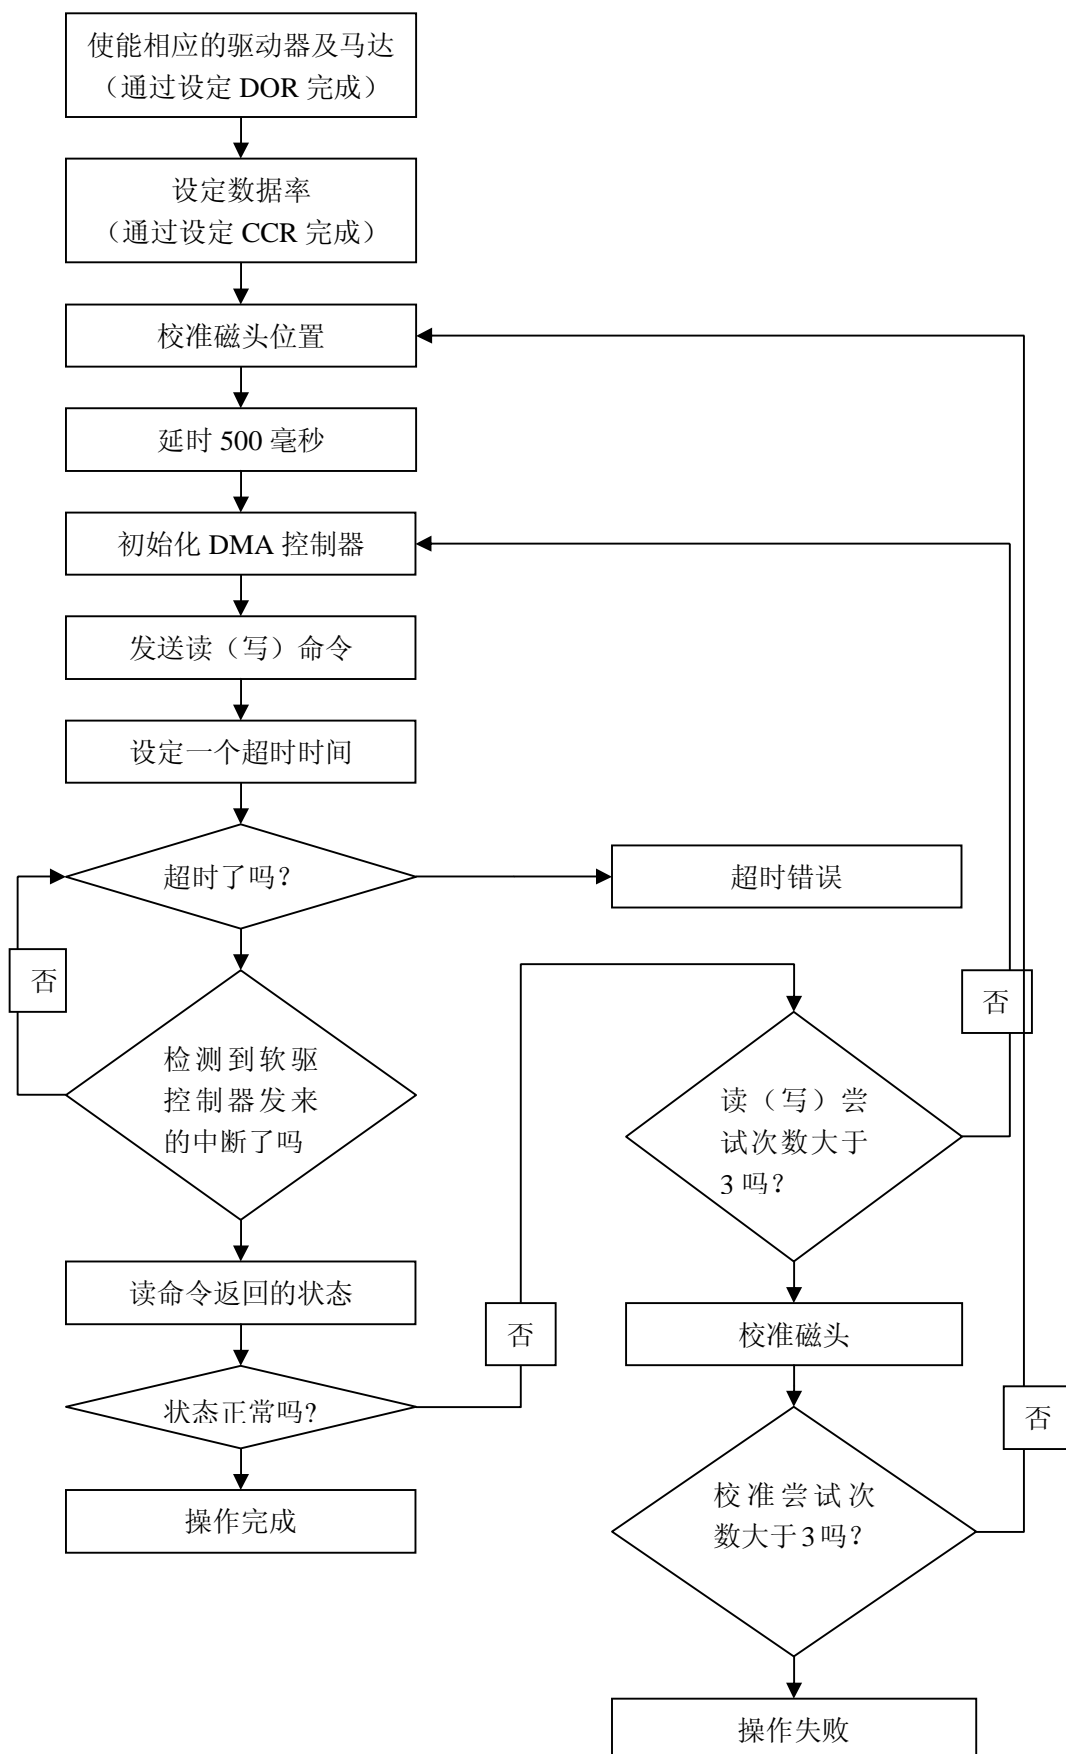 使能相应的驱动器及马达
（通过设定 DOR 完成）
设定数据率
（通过设定 CCR 完成）
校准磁头位置
延时 500 毫秒
初始化 DMA 控制器
发送读（写）命令
设定一个超时时间
超时了吗？
超时错误
否
检测到软驱
控制器发来
的中断了吗
读命令返回的状态
状态正常吗?
否
操作完成
否
读（写）尝
试次数大于
3 吗？
校准磁头
否
校准尝试次
数大于 3 吗？
操作失败